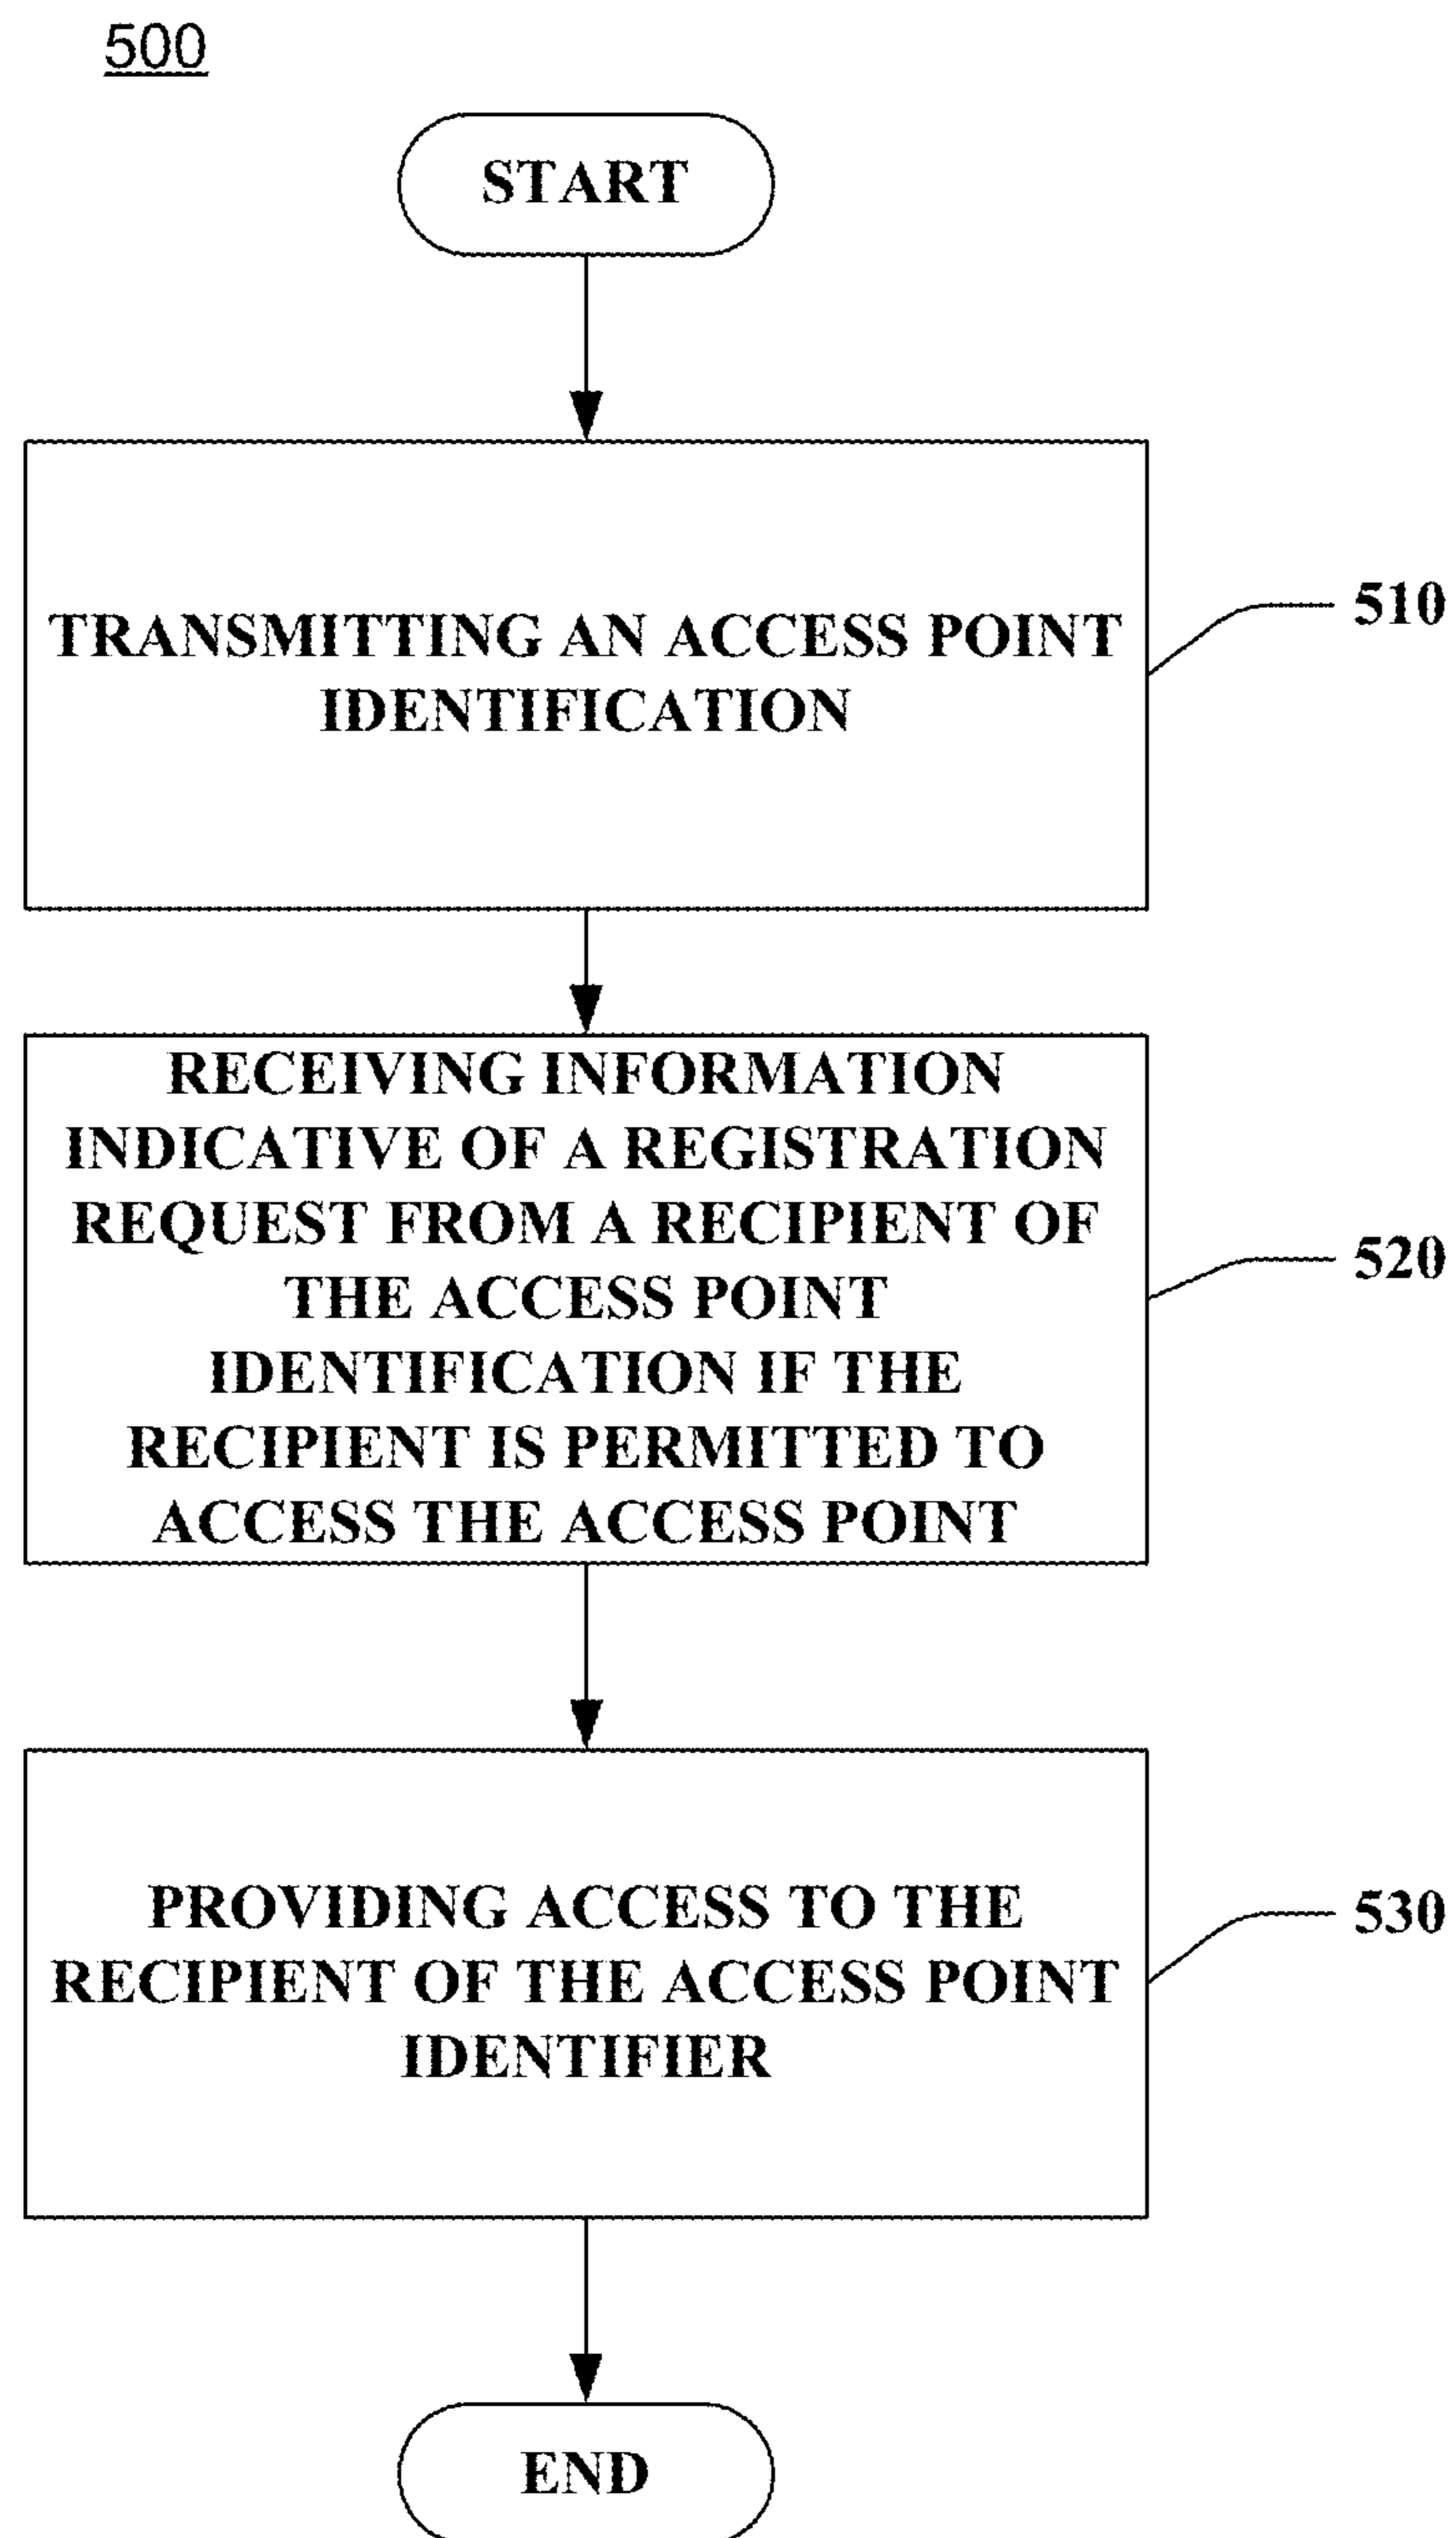 500
START
TRANSMITTING AN ACCESS POINT
IDENTIFICATION
510
RECEIVING INFORMATION
INDICATIVE OF A REGISTRATION
REQUEST FROM A RECIPIENT OF
THE ACCESS POINT
IDENTIFICATION IF THE
RECIPIENT IS PERMITTED TO
ACCESS THE ACCESS POINT
520
PROVIDING ACCESS TO THE
RECIPIENT OF THE ACCESS POINT
IDENTIFIER
530
END